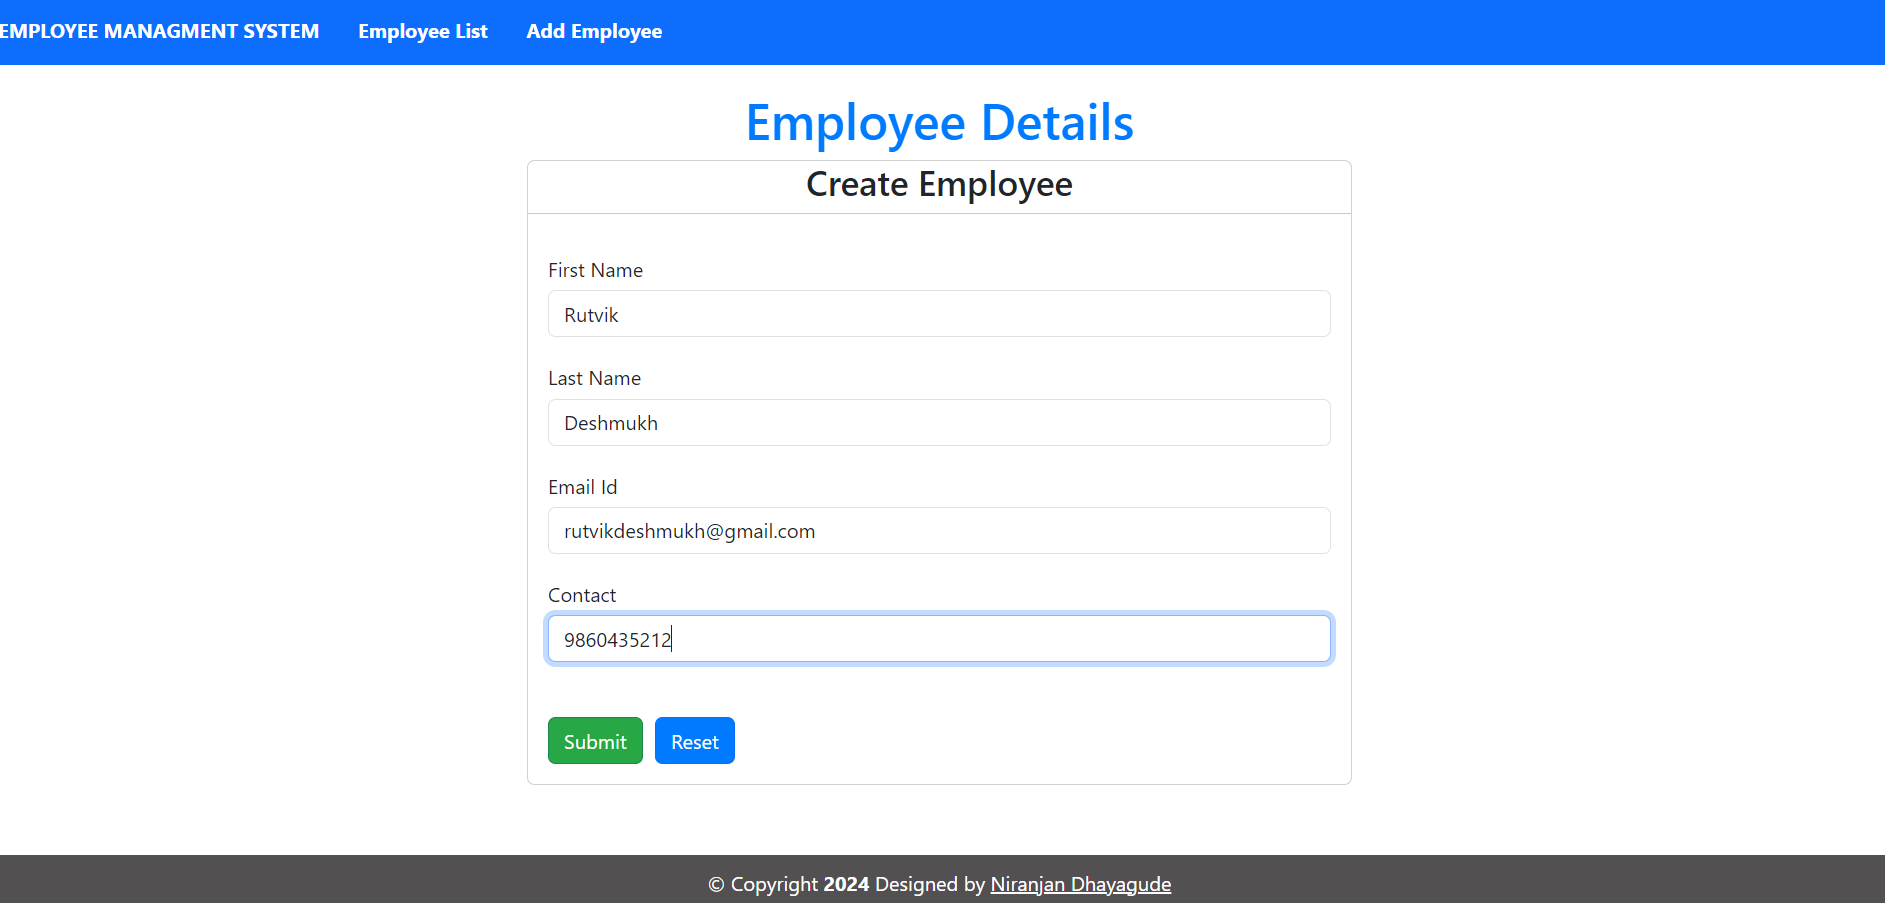 EMPLOYEE MANAGMENT SYSTEM Employee List Add Employee
Employee Details
Create Employee
First Name
Rutvik
Last Name
Deshmukh
Email Id
rutvikdeshmukh@gmail.com
Contact
9860435212
Submit Reset
© Copyright 2024 Designed by Niranjan Dhayagude